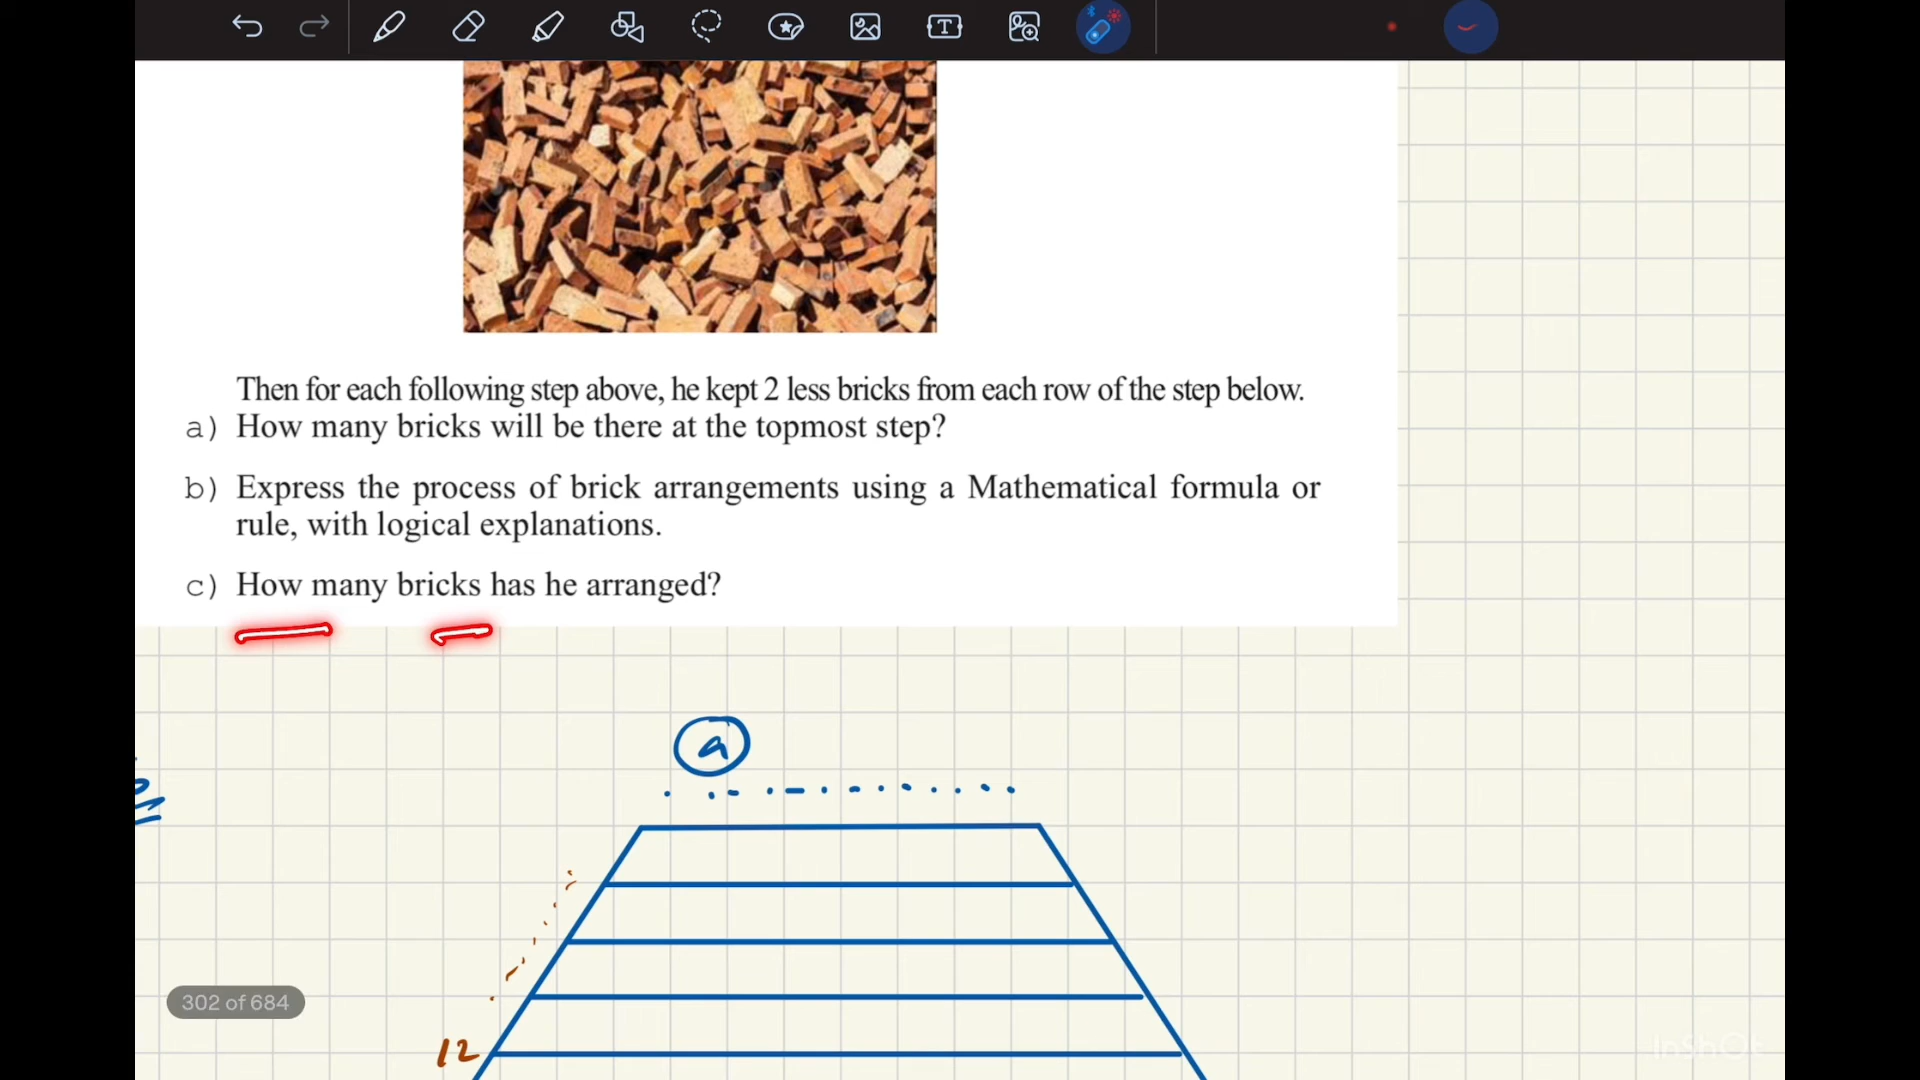 T
Then for each following step above, he kept 2 less bricks from each row of the step below.
a) How many bricks will be there at the topmost step?
b) Express the process of brick arrangements using a Mathematical formula or
rule, with logical explanations.
c) How many bricks has he arranged?
a
302 of 684
12
InShOt